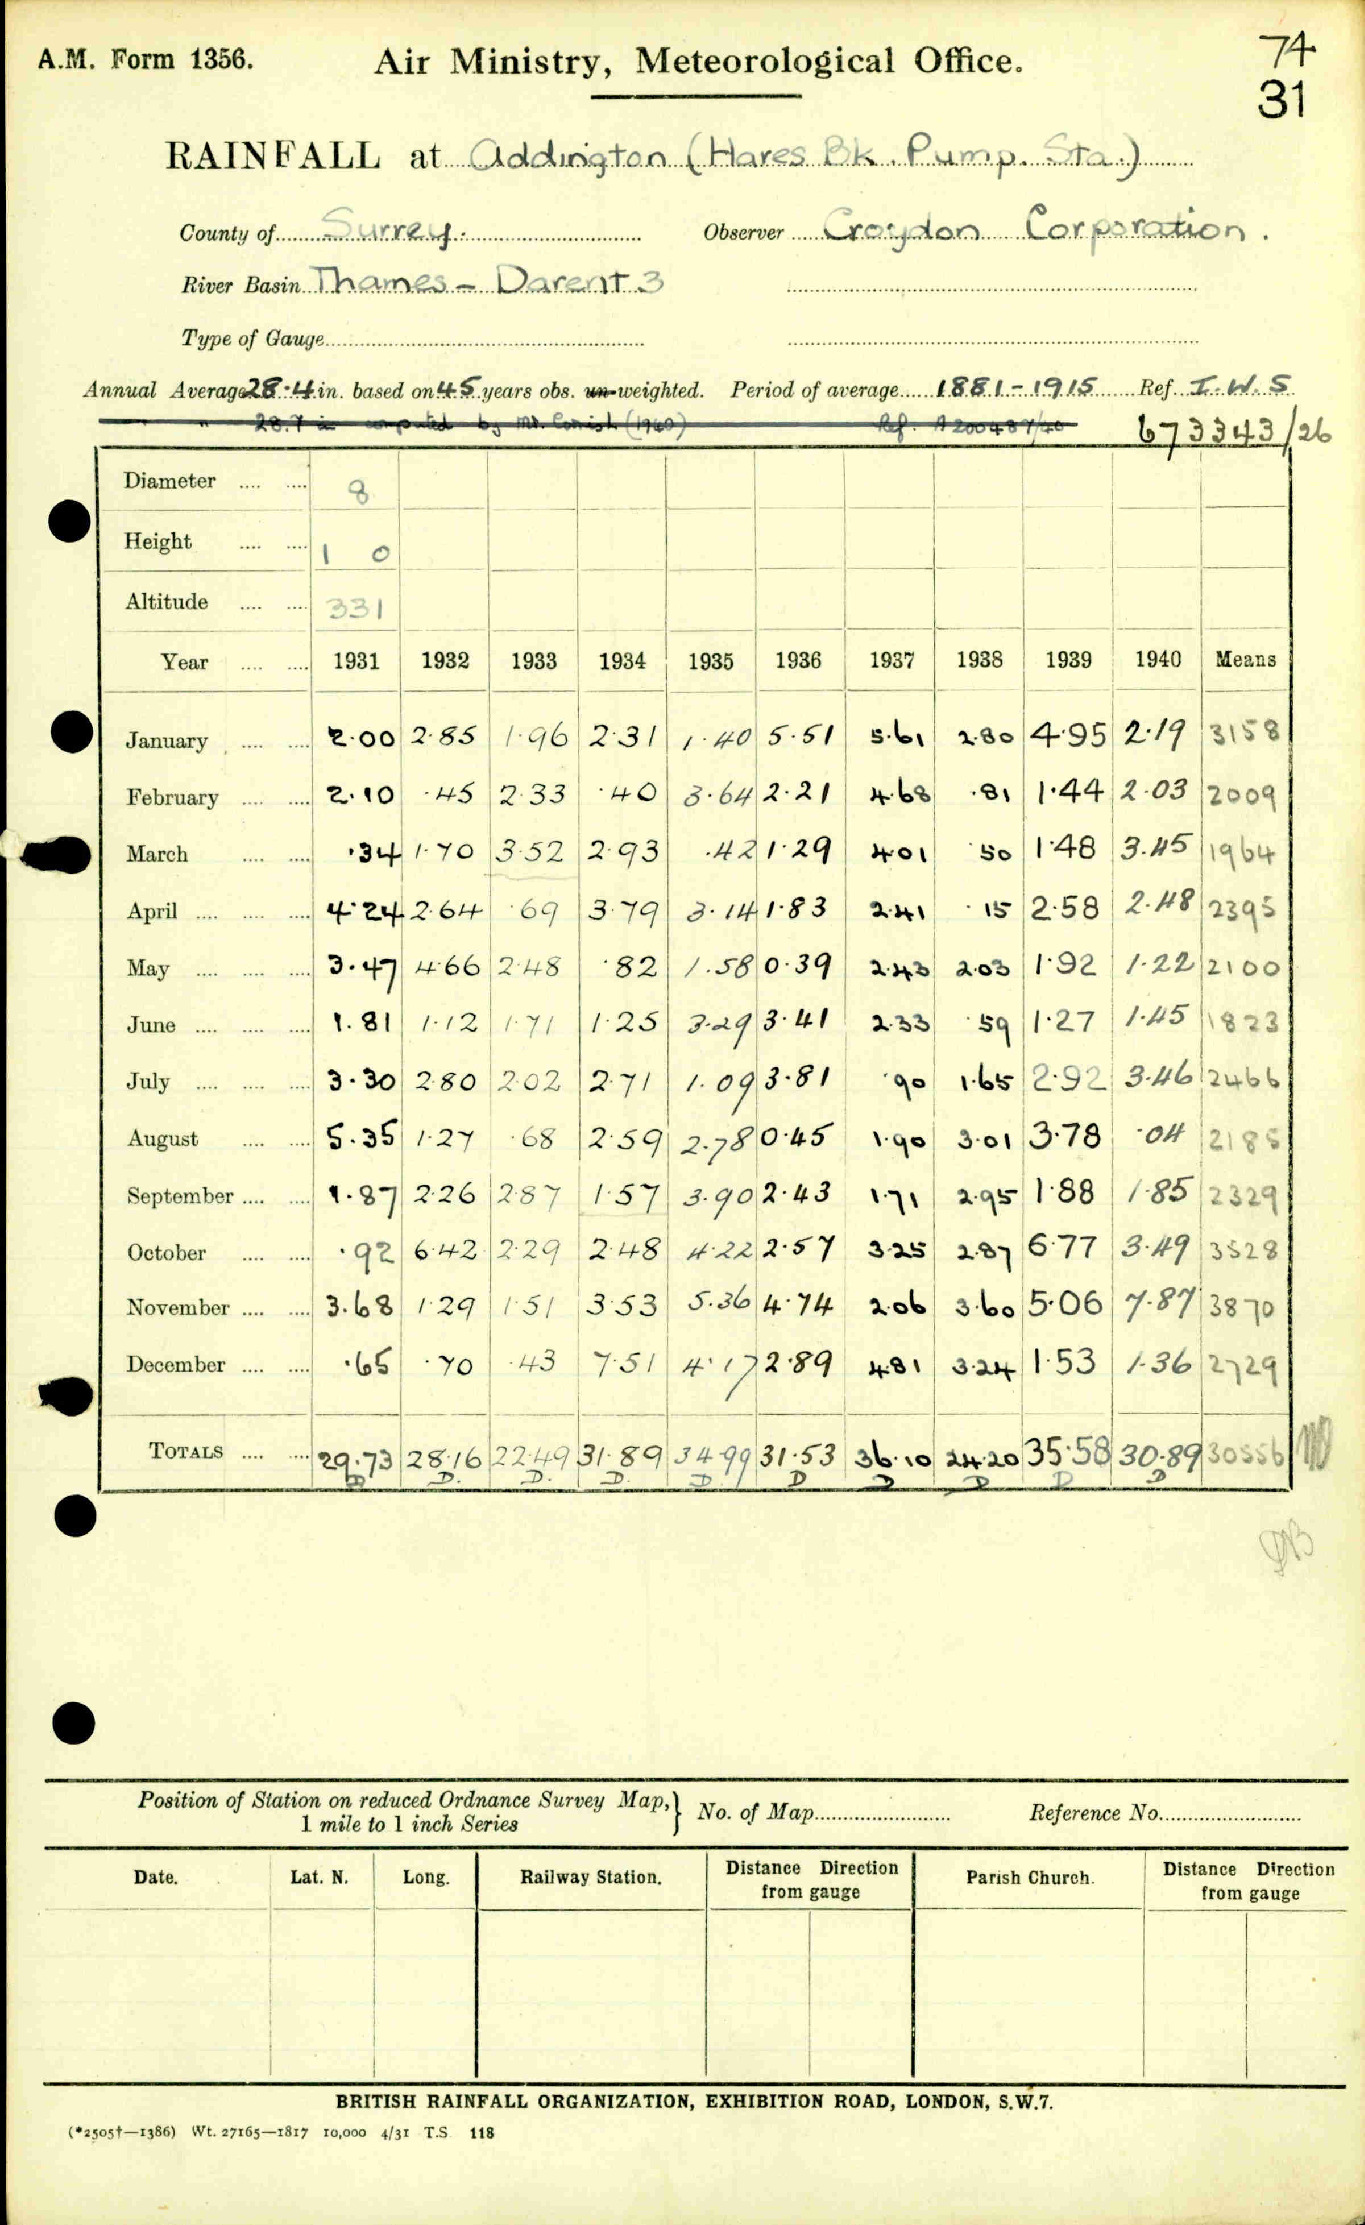 A.M. Form 1356.
Air Ministry, Meteorological Office.
74
31
RAINFALL at Addington (Hares Bk. Pump. Sta.)
County of Surrey. Observer Croydon Corporation.
River Basin Thames - Darent 3
Type of Gauge
Annual Average 28.4 in. based on 45 years obs. un-weighted. Period of average 1881-1915 Ref. I.W.S
" 28.7 in computed by Mr. Cornish (1940) Ref. A200487/40
673343/26
Diameter 8
Height 1 0
Altitude 331
Year 1931 1932 1933 1934 1935 1936 1937 1938 1939 1940 Means
January 2.00 2.85 1.96 2.31 1.40 5.51 5.61 2.80 4.95 2.19 3158
February 2.10 .45 2.33 .40 3.64 2.21 4.68 .81 1.44 2.03 2009
March .34 1.70 3.52 2.93 .42 1.29 4.01 .50 1.48 3.45 1964
April 4.24 2.64 .69 3.79 3.14 1.83 2.41 .15 2.58 2.48 2395
May 3.47 4.66 2.48 .82 1.58 0.39 2.43 2.03 1.92 1.22 2100
June 1.81 1.12 1.71 1.25 3.29 3.41 2.33 .59 1.27 1.45 1823
July 3.30 2.80 2.02 2.71 1.09 3.81 .90 1.65 2.92 3.46 2466
August 5.35 1.27 .68 2.59 2.78 0.45 1.90 3.01 3.78 .04 2185
September 1.87 2.26 2.87 1.57 3.90 2.43 1.71 2.95 1.88 1.85 2329
October .92 6.42 2.29 2.48 4.22 2.57 3.25 2.87 6.77 3.49 3528
November 3.68 1.29 1.51 3.53 5.36 4.74 2.06 3.60 5.06 7.87 3870
December .65 .70 .43 7.51 4.17 2.89 4.81 3.24 1.53 1.36 2729
TOTALS 29.73 28.16 22.49 31.89 34.99 31.53 36.10 24.20 35.58 30.89 30556
D D. D. D. D D D D D D
Position of Station on reduced Ordnance Survey Map,} No. of Map Reference No.
1 mile to 1 inch Series
Date. Lat. N. Long. Railway Station. Distance Direction from gauge Parish Church. Distance Direction from gauge
BRITISH RAINFALL ORGANIZATION, EXHIBITION ROAD, LONDON, S.W.7.
(*2505†—1386) Wt. 27165—1817 10,000 4/31 T.S. 118